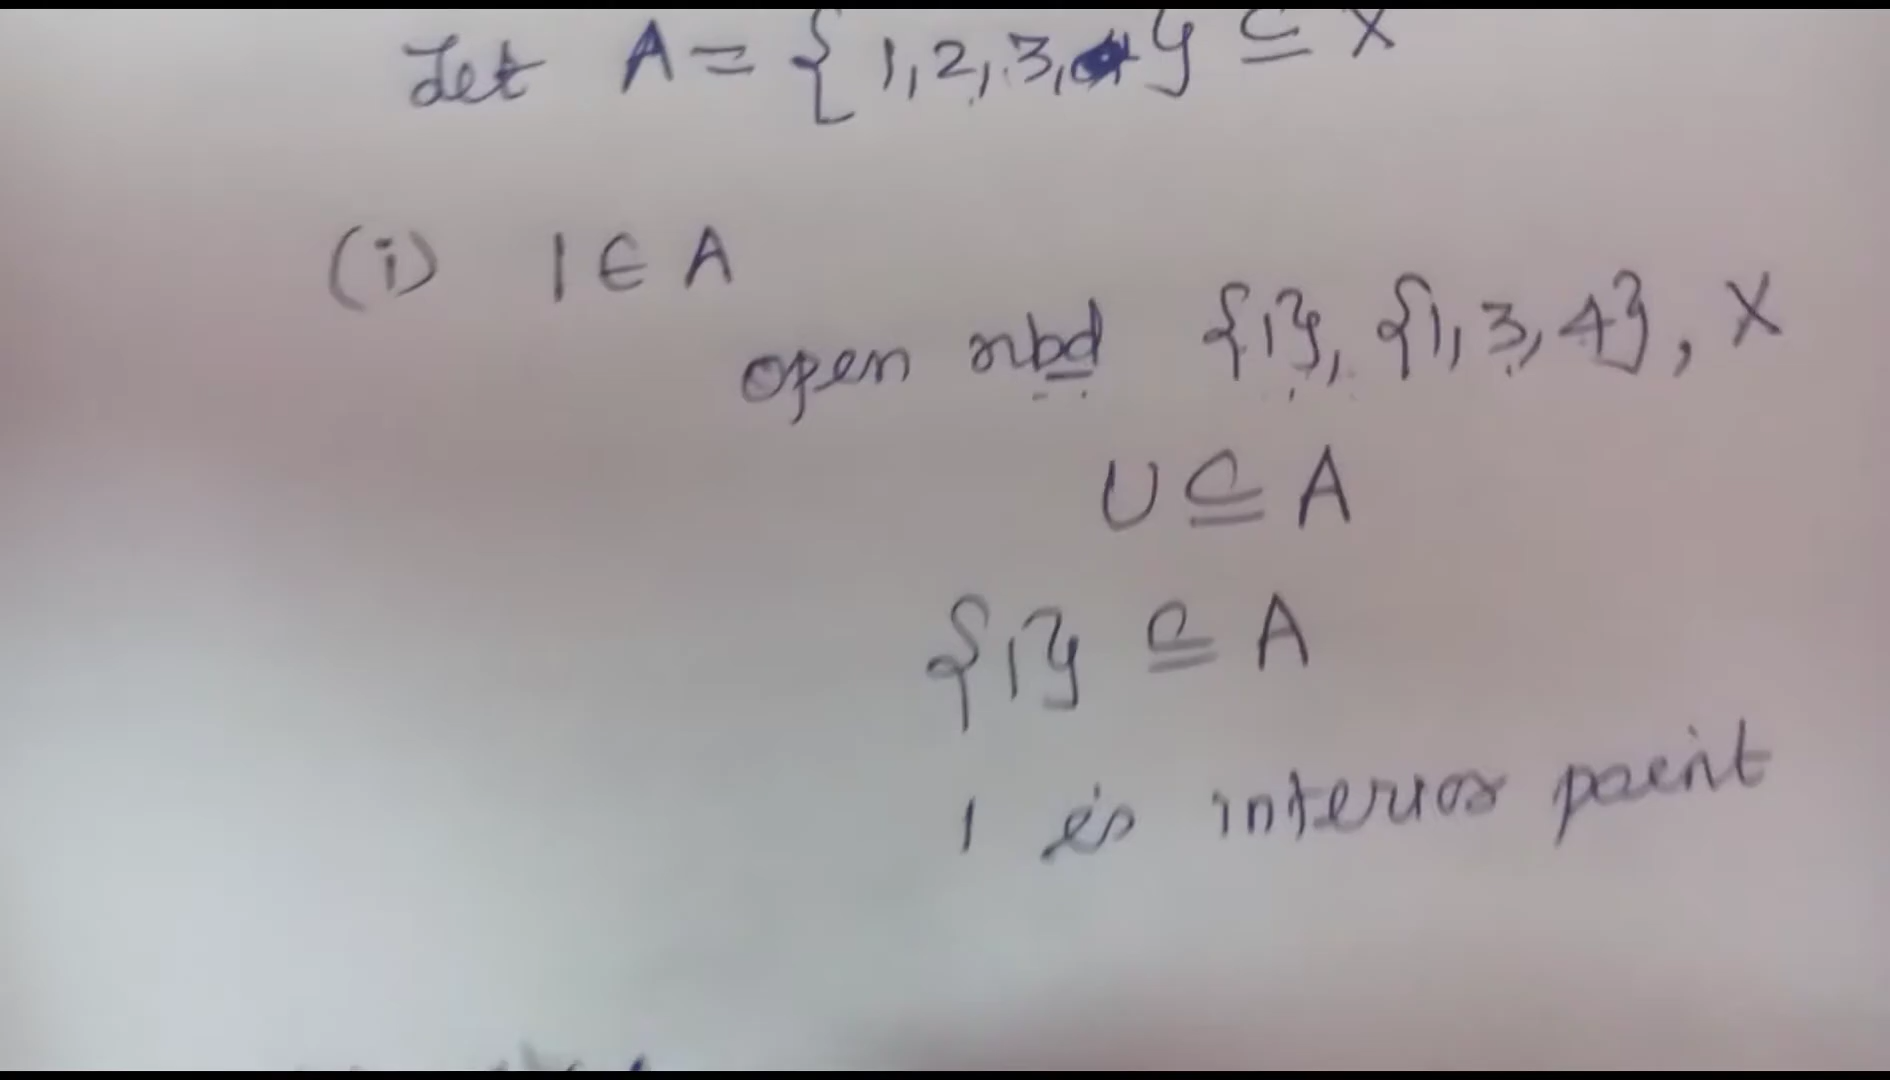 Let A = { 1, 2, 3, 4 } ⊆ X
(i) 1 ∈ A
open nbd {1}, {1, 3, 4}, X
U ⊆ A
{1} ⊆ A
1 is interior point